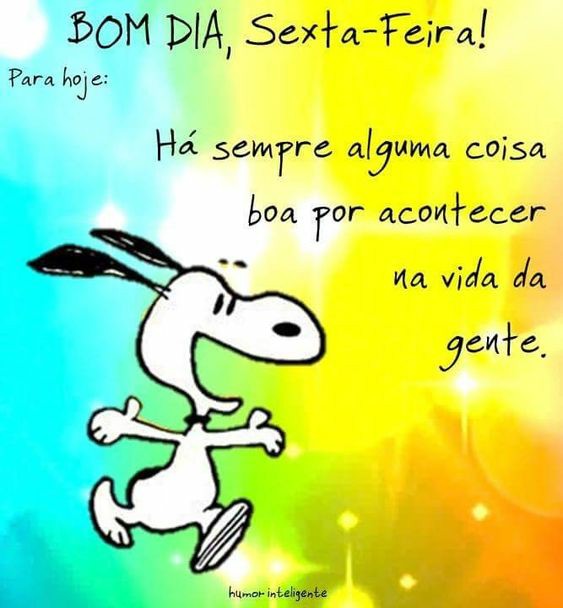 BOM DIA, Sexta-Feira!
Para hoje:
Há sempre alguma coisa
boa por acontecer
na vida da
gente.
humor inteligente